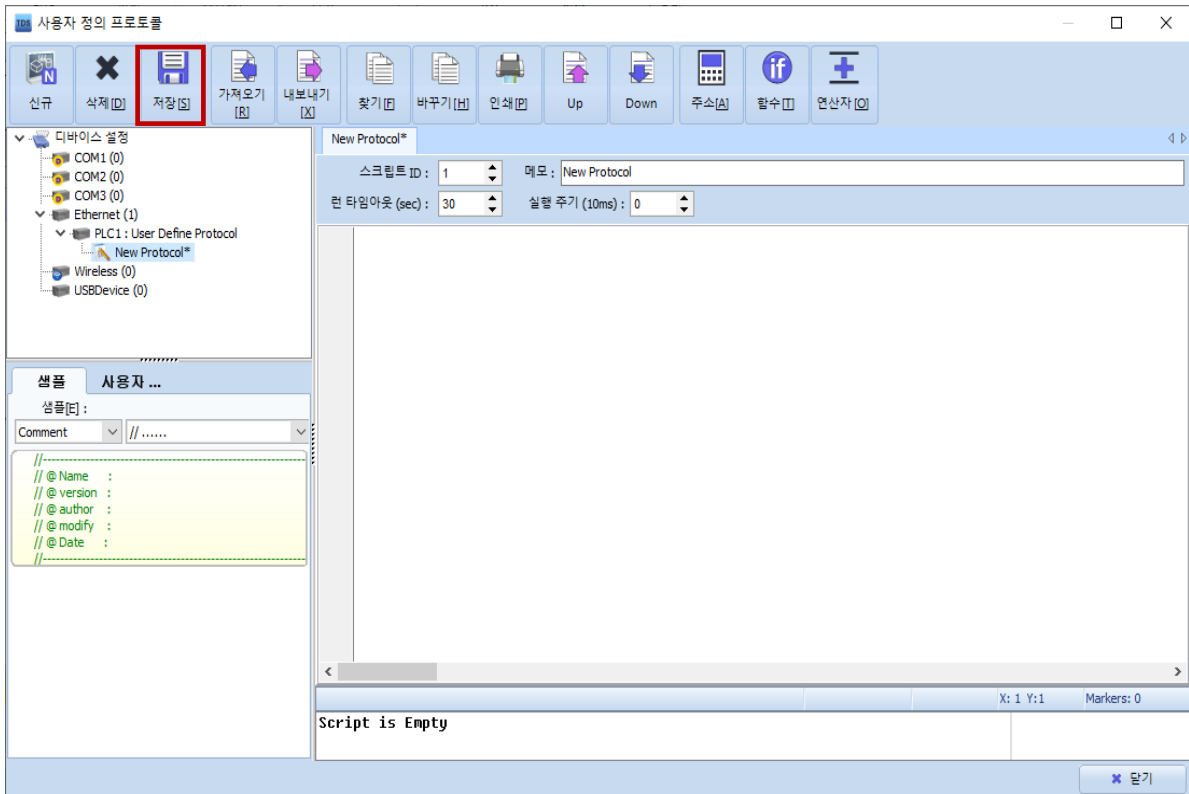 TDS 사용자 정의 프로토콜
신규 삭제[D] 저장[S] 가져오기[R] 내보내기[X] 찾기[F] 바꾸기[H] 인쇄[P] Up Down 주소[A] 함수[T] 연산자[O]
디바이스 설정
COM1 (0)
COM2 (0)
COM3 (0)
Ethernet (1)
PLC1 : User Define Protocol
New Protocol*
Wireless (0)
USBDevice (0)
샘플 사용자 ...
샘플[E] :
Comment // ......
//----------------------------------------------------------------
// @ Name :
// @ version :
// @ author :
// @ modify :
// @ Date :
//----------------------------------------------------------------
New Protocol*
스크립트 ID : 1 메모 : New Protocol
런 타임아웃 (sec) : 30 실행 주기 (10ms) : 0
X: 1 Y:1 Markers: 0
Script is Empty
닫기